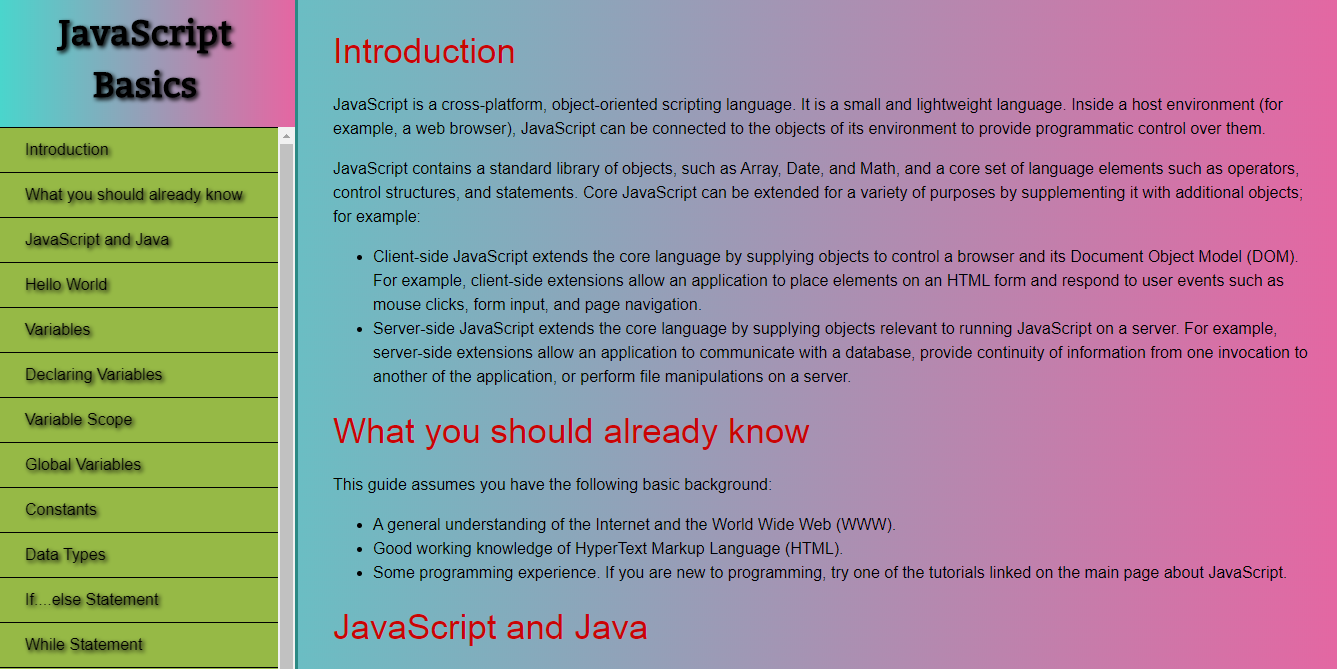 JavaScript
Basics
Introduction
What you should already know
JavaScript and Java
Hello World
Variables
Declaring Variables
Variable Scope
Global Variables
Constants
Data Types
If....else Statement
While Statement
Introduction
JavaScript is a cross-platform, object-oriented scripting language. It is a small and lightweight language. Inside a host environment (for
example, a web browser), JavaScript can be connected to the objects of its environment to provide programmatic control over them.
JavaScript contains a standard library of objects, such as Array, Date, and Math, and a core set of language elements such as operators,
control structures, and statements. Core JavaScript can be extended for a variety of purposes by supplementing it with additional objects;
for example:
• Client-side JavaScript extends the core language by supplying objects to control a browser and its Document Object Model (DOM).
For example, client-side extensions allow an application to place elements on an HTML form and respond to user events such as
mouse clicks, form input, and page navigation.
• Server-side JavaScript extends the core language by supplying objects relevant to running JavaScript on a server. For example,
server-side extensions allow an application to communicate with a database, provide continuity of information from one invocation to
another of the application, or perform file manipulations on a server.
What you should already know
This guide assumes you have the following basic background:
• A general understanding of the Internet and the World Wide Web (WWW).
• Good working knowledge of HyperText Markup Language (HTML).
• Some programming experience. If you are new to programming, try one of the tutorials linked on the main page about JavaScript.
JavaScript and Java